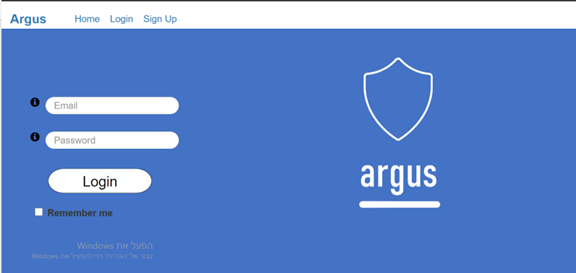 Argus Home Login Sign Up
Email
Password
Login
Remember me
argus
הפעל את Windows
עבור אל הגדרות כדי להפעיל את Windows.